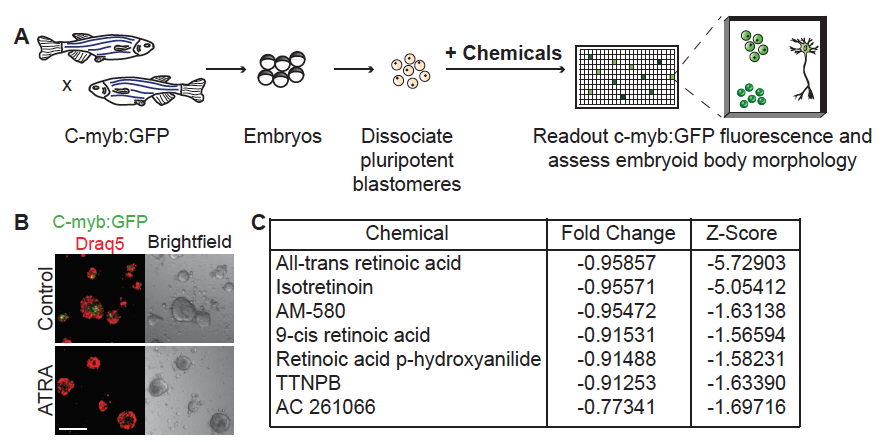 A
x
+ Chemicals
C-myb:GFP
Embryos
Dissociate
pluripotent
blastomeres
Readout c-myb:GFP fluorescence and
assess embryoid body morphology
B
C-myb:GFP
Draq5
Brightfield
Control
ATRA
C
Chemical Fold Change Z-Score
All-trans retinoic acid -0.95857 -5.72903
Isotretinoin -0.95571 -5.05412
AM-580 -0.95472 -1.63138
9-cis retinoic acid -0.91531 -1.56594
Retinoic acid p-hydroxyanilide -0.91488 -1.58231
TTNPB -0.91253 -1.63390
AC 261066 -0.77341 -1.69716